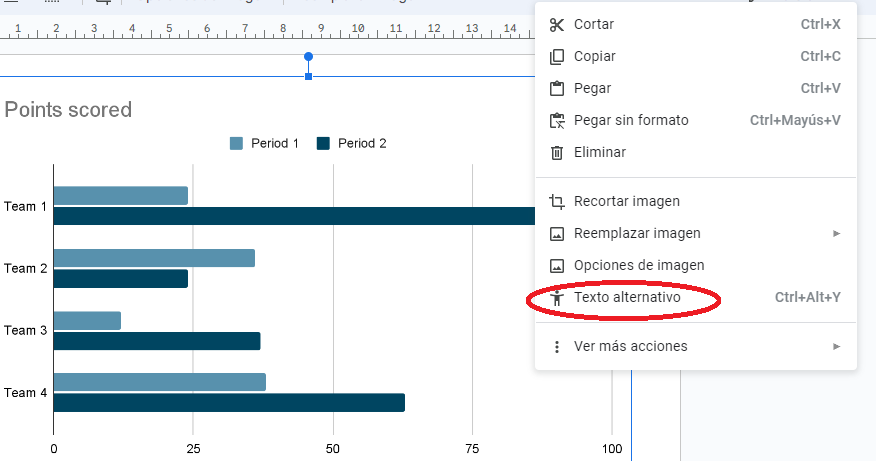 1 2 3 4 5 6 7 8 9 10 11 12 13 14
Points scored
Period 1 Period 2
Team 1
Team 2
Team 3
Team 4
0 25 50 75 100
Cortar Ctrl+X
Copiar Ctrl+C
Pegar Ctrl+V
Pegar sin formato Ctrl+Mayús+V
Eliminar
Recortar imagen
Reemplazar imagen
Opciones de imagen
Texto alternativo Ctrl+Alt+Y
Ver más acciones